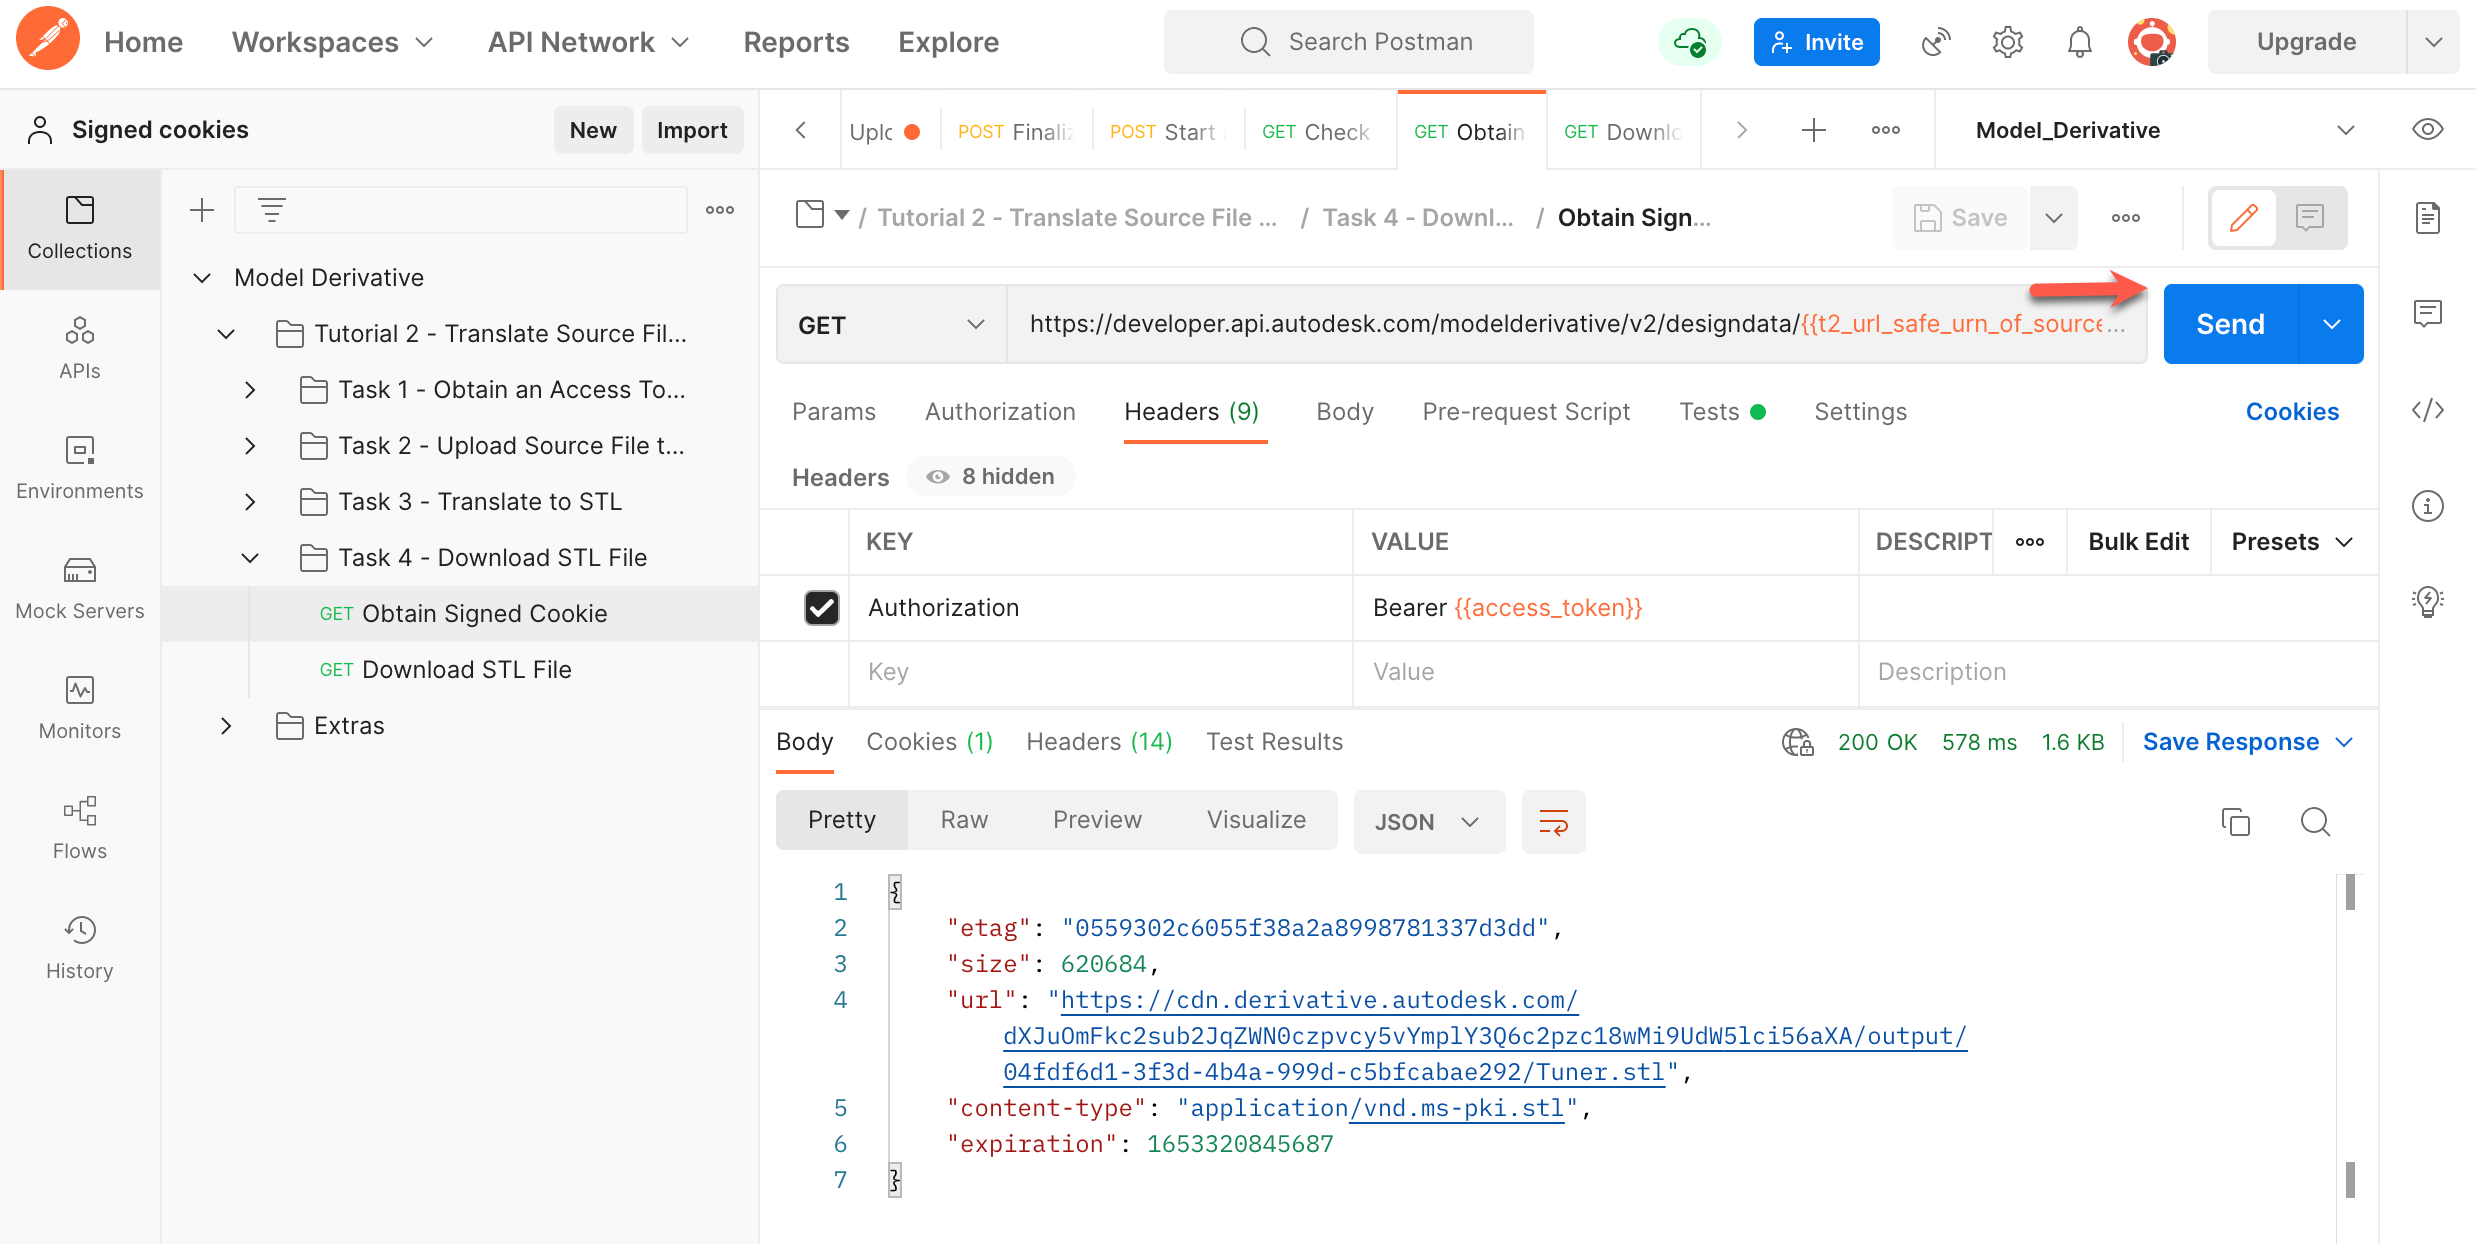 Home Workspaces API Network Reports Explore Search Postman Invite Upgrade
Signed cookies New Import
Uplo POST Finaliz POST Start GET Check GET Obtain GET Downlo Model_Derivative
Collections
APIs
Environments
Mock Servers
Monitors
Flows
History
Model Derivative
Tutorial 2 - Translate Source Fil...
Task 1 - Obtain an Access To...
Task 2 - Upload Source File t...
Task 3 - Translate to STL
Task 4 - Download STL File
GET Obtain Signed Cookie
GET Download STL File
Extras
/ Tutorial 2 - Translate Source File ... / Task 4 - Downl... / Obtain Sign... Save
GET https://developer.api.autodesk.com/modelderivative/v2/designdata/{{t2_url_safe_urn_of_source... Send
Params Authorization Headers (9) Body Pre-request Script Tests Settings Cookies
Headers 8 hidden
KEY VALUE DESCRIPT Bulk Edit Presets
Authorization Bearer {{access_token}}
Key Value Description
Body Cookies (1) Headers (14) Test Results 200 OK 578 ms 1.6 KB Save Response
Pretty Raw Preview Visualize JSON
1 {
2 "etag": "0559302c6055f38a2a8998781337d3dd",
3 "size": 620684,
4 "url": "https://cdn.derivative.autodesk.com/
dXJuOmFkc2sub2JqZWN0czpvcy5vYmplY3Q6c2pzc18wMi9UdW5lci56aXA/output/
04fdf6d1-3f3d-4b4a-999d-c5bfcabae292/Tuner.stl",
5 "content-type": "application/vnd.ms-pki.stl",
6 "expiration": 1653320845687
7 }